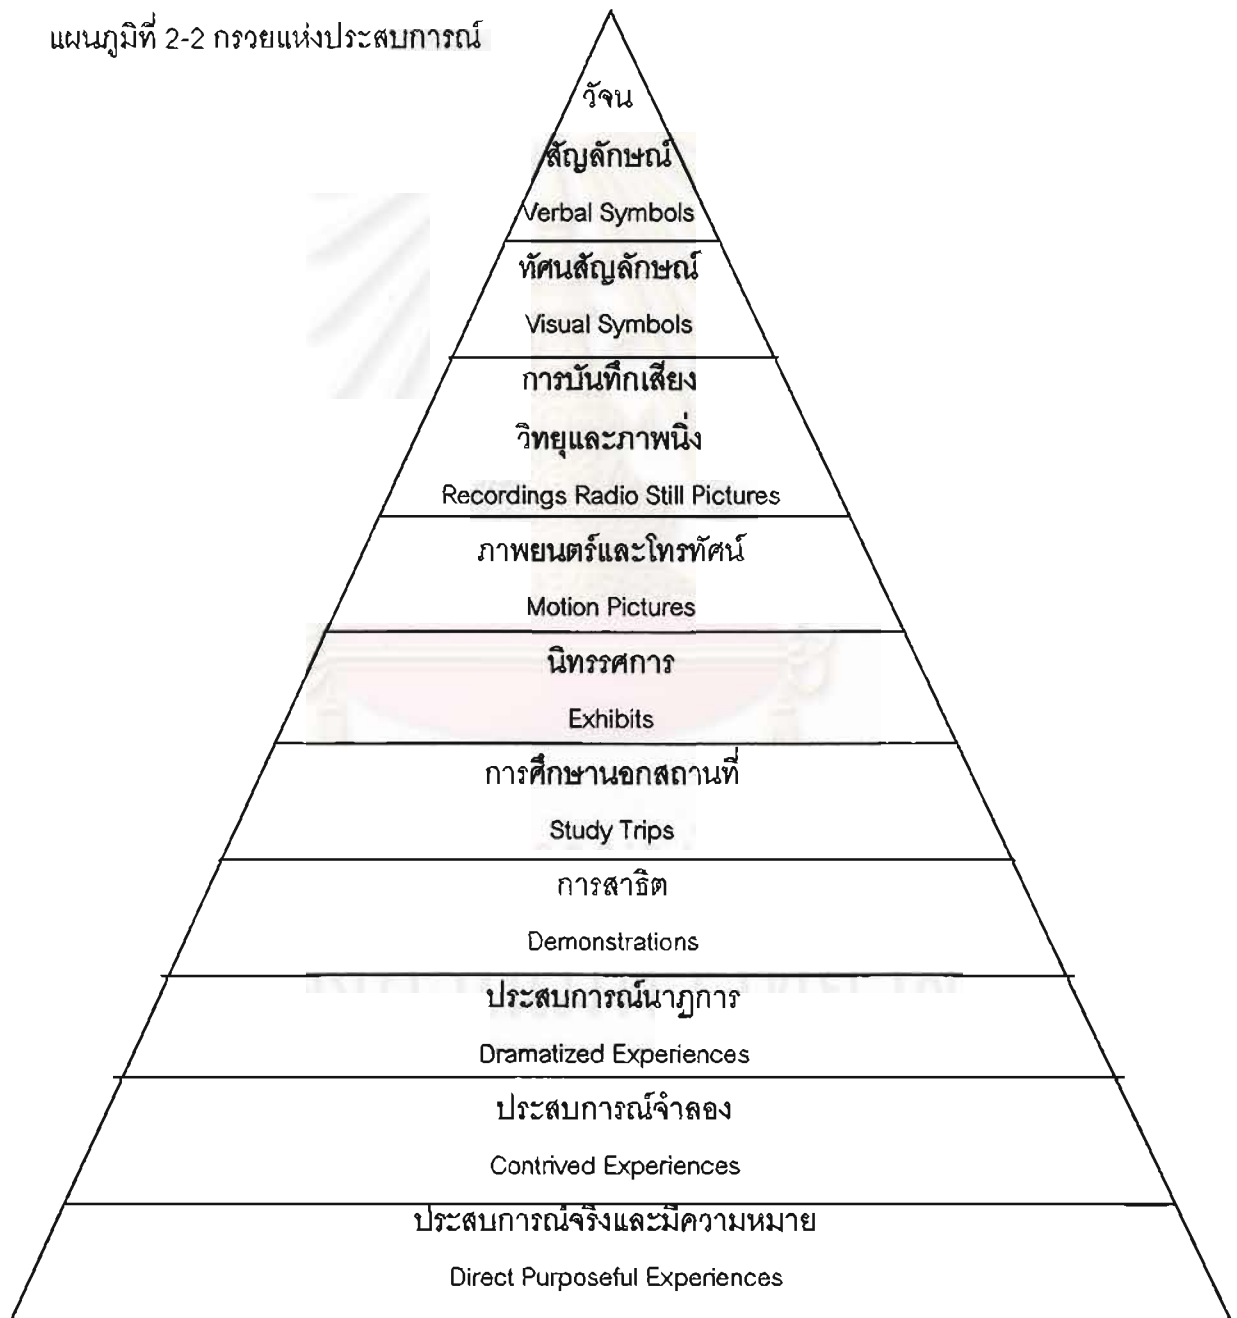 แผนภูมิที่ 2-2 กรวยแห่งประสบการณ์
วัจน
สัญลักษณ์
Verbal Symbols
ทัศนสัญลักษณ์
Visual Symbols
การบันทึกเสียง
วิทยุและภาพนิ่ง
Recordings Radio Still Pictures
ภาพยนตร์และโทรทัศน์
Motion Pictures
นิทรรศการ
Exhibits
การศึกษานอกสถานที่
Study Trips
การสาธิต
Demonstrations
ประสบการณ์นาฏการ
Dramatized Experiences
ประสบการณ์จำลอง
Contrived Experiences
ประสบการณ์จริงและมีความหมาย
Direct Purposeful Experiences